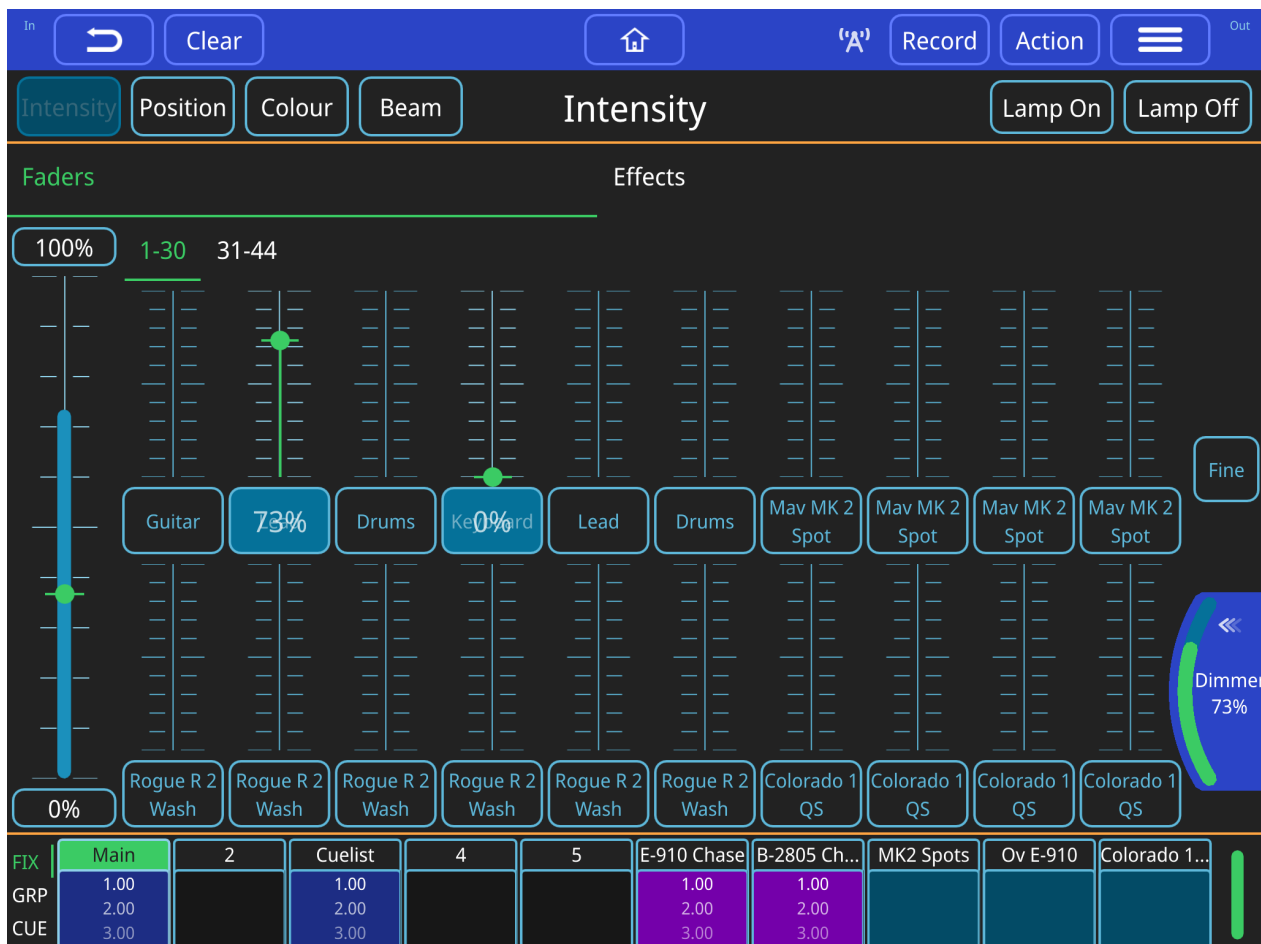 In
Clear
Record
Action
Out
Intensity
Position
Colour
Beam
Intensity
Lamp On
Lamp Off
Faders
Effects
100%
1-30
31-44
Fine
Guitar
73%
Drums
Keyboard
0%
Lead
Drums
Mav MK 2
Spot
Mav MK 2
Spot
Mav MK 2
Spot
Mav MK 2
Spot
Dimmer
73%
0%
Rogue R 2
Wash
Rogue R 2
Wash
Rogue R 2
Wash
Rogue R 2
Wash
Rogue R 2
Wash
Rogue R 2
Wash
Colorado 1
QS
Colorado 1
QS
Colorado 1
QS
Colorado 1
QS
FIX
GRP
CUE
Main
1.00
2.00
3.00
2
Cuelist
1.00
2.00
3.00
4
5
E-910 Chase
1.00
2.00
3.00
B-2805 Ch...
1.00
2.00
3.00
MK2 Spots
Ov E-910
Colorado 1...